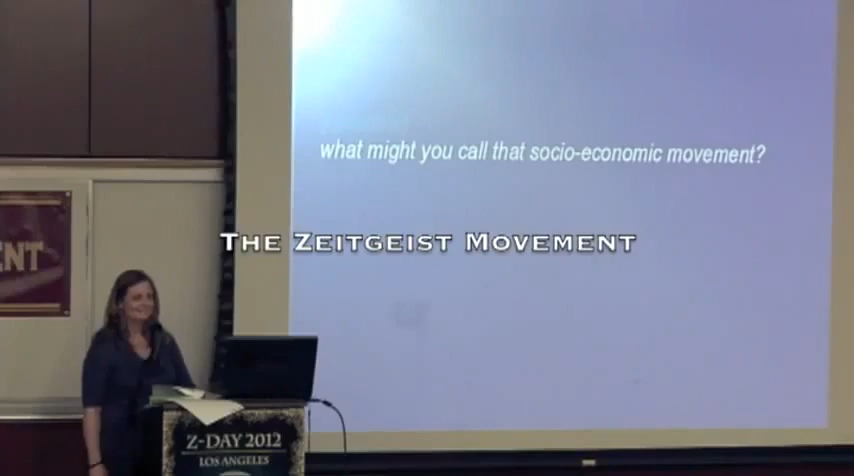 what might you call that socio-economic movement?
THE ZEITGEIST MOVEMENT
ENT
Z-DAY 2012
LOS ANGELES